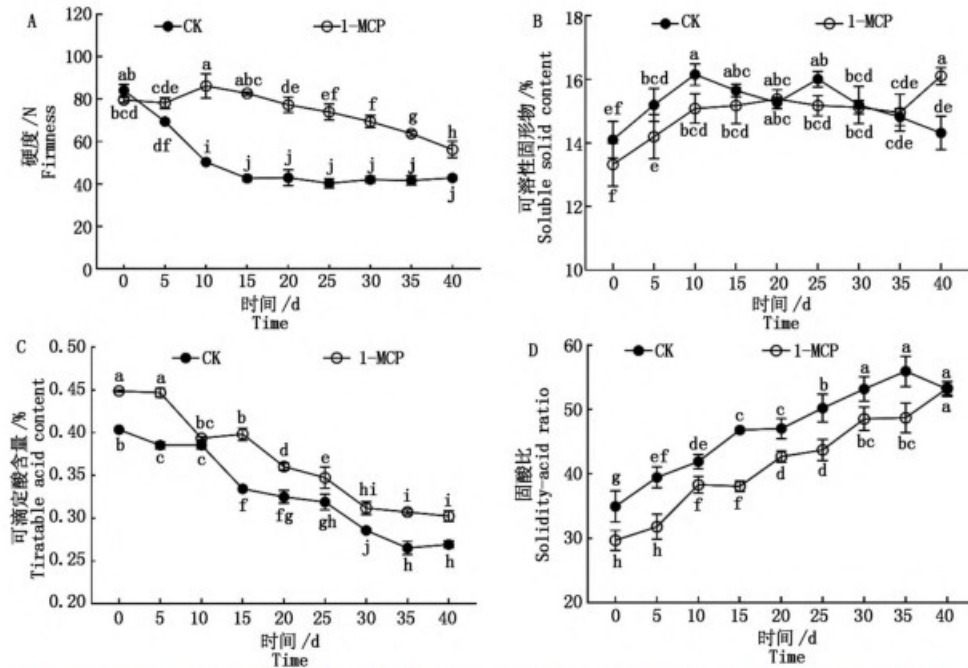 A
CK
1-MCP
120
100
80
60
40
20
0
硬度/N
Firmness
ab
cde
a
abc
de
ef
f
g
h
bcd
df
i
j
j
j
j
j
j
0 5 10 15 20 25 30 35 40
时间/d
Time
B
CK
1-MCP
18
16
14
12
10
可溶性固形物/%
Soluble solid content
ef
bcd
a
abc
bcd
ab
bcd
cde
a
de
f
e
bcd
bcd
abc
bcd
bcd
cde
0 5 10 15 20 25 30 35 40
时间/d
Time
C
CK
1-MCP
0.50
0.45
0.40
0.35
0.30
0.25
0.20
可滴定酸含量/%
Tiratable acid content
a
a
bc
b
d
e
hi
i
i
b
c
c
f
fg
gh
j
h
h
0 5 10 15 20 25 30 35 40
时间/d
Time
D
CK
1-MCP
60
50
40
30
20
固酸比
Solidity-acid ratio
g
ef
de
c
c
b
a
a
a
h
h
f
f
d
d
bc
bc
a
0 5 10 15 20 25 30 35 40
时间/d
Time